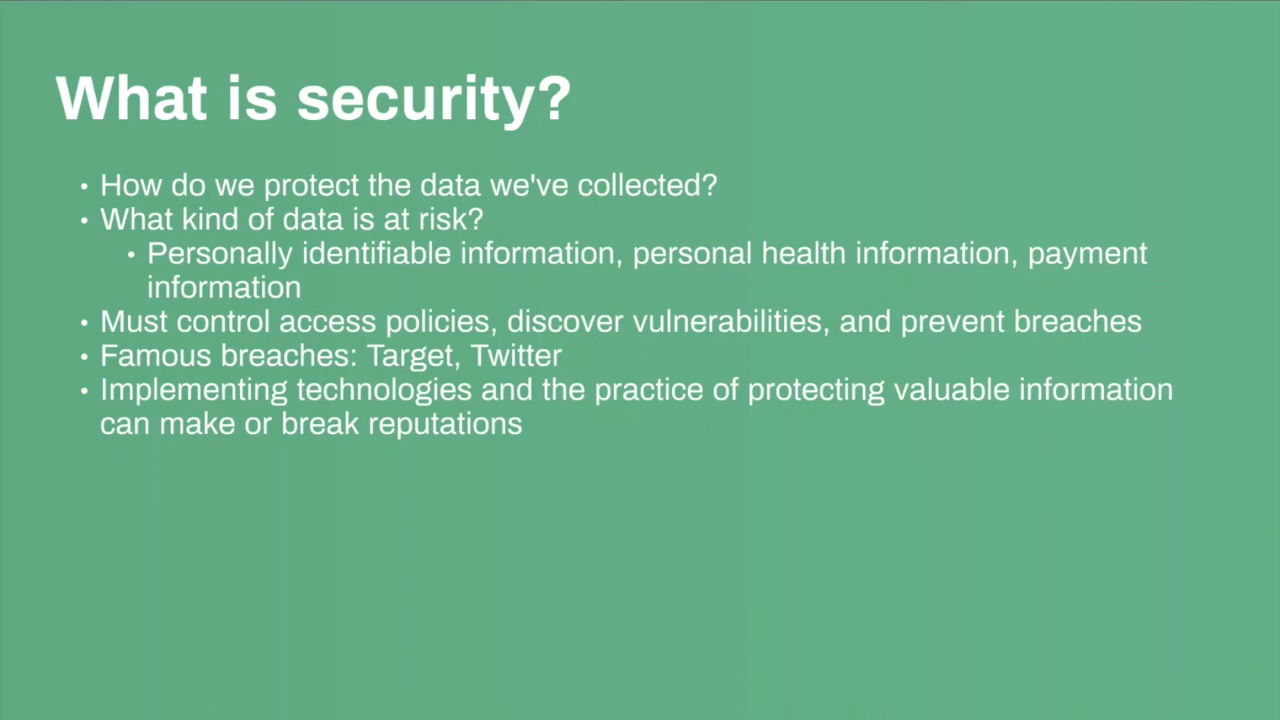 What is security?
• How do we protect the data we've collected?
• What kind of data is at risk?
• Personally identifiable information, personal health information, payment
information
• Must control access policies, discover vulnerabilities, and prevent breaches
• Famous breaches: Target, Twitter
• Implementing technologies and the practice of protecting valuable information
can make or break reputations